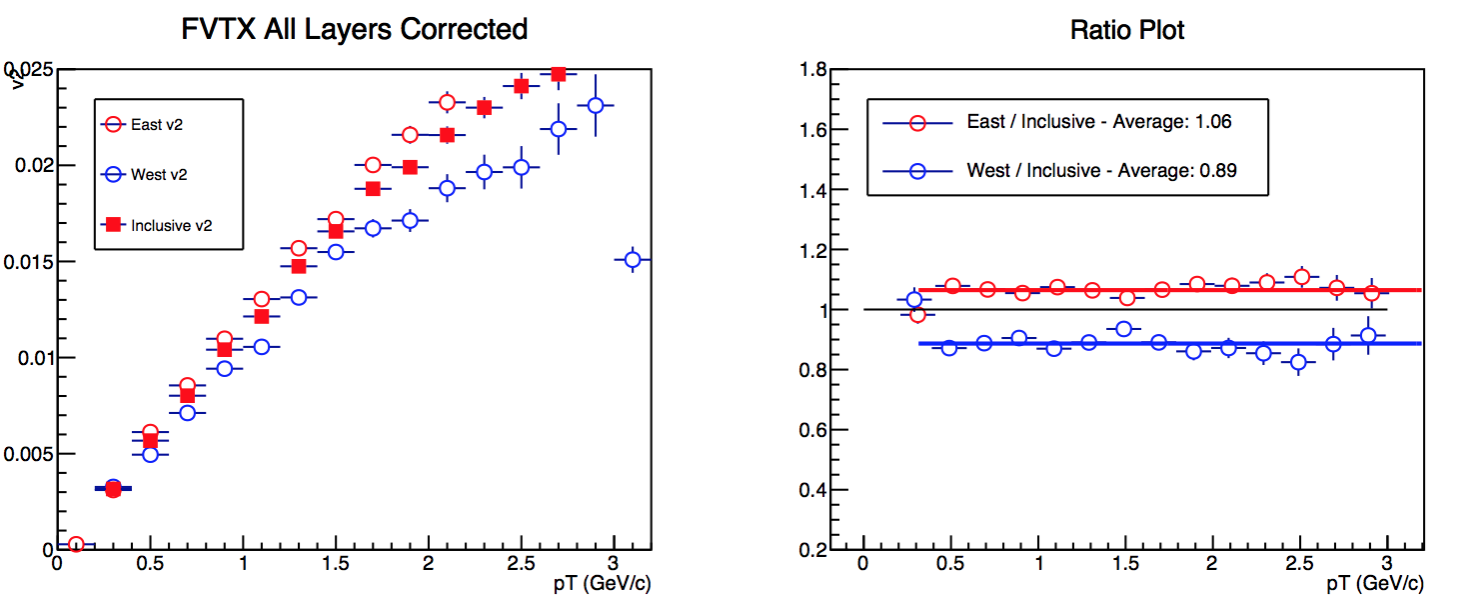 FVTX All Layers Corrected
v2
0.025
0.02
0.015
0.01
0.005
0
East v2
West v2
Inclusive v2
0 0.5 1 1.5 2 2.5 3
pT (GeV/c)
Ratio Plot
1.8
1.6
1.4
1.2
1
0.8
0.6
0.4
0.2
East / Inclusive - Average: 1.06
West / Inclusive - Average: 0.89
0 0.5 1 1.5 2 2.5 3
pT (GeV/c)